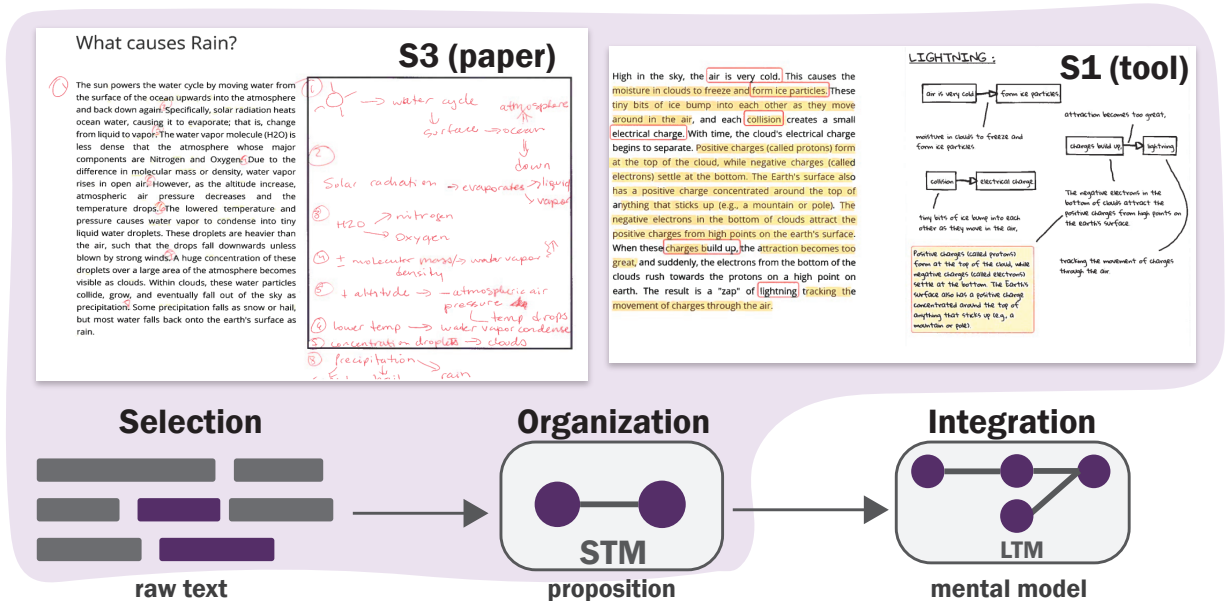 What causes Rain?
S3 (paper)
The sun powers the water cycle by moving water from
the surface of the ocean upwards into the atmosphere
and back down again. Specifically, solar radiation heats
ocean water, causing it to evaporate; that is, change
from liquid to vapor. The water vapor molecule (H2O) is
less dense that the atmosphere whose major
components are Nitrogen and Oxygen. Due to the
difference in molecular mass or density, water vapor
rises in open air. However, as the altitude increase,
atmospheric air pressure decreases and the
temperature drops. The lowered temperature and
pressure causes water vapor to condense into tiny
liquid water droplets. These droplets are heavier than
the air, such that the drops fall downwards unless
blown by strong winds. A huge concentration of these
droplets over a large area of the atmosphere becomes
visible as clouds. Within clouds, these water particles
collide, grow, and eventually fall out of the sky as
precipitation. Some precipitation falls as snow or hail,
but most water falls back onto the earth's surface as
rain.
1
→ water cycle
atmosphere
surface → ocean
down
2
Solar radiation → evaporates → liquid
vapor
3
H2O → nitrogen
→ Oxygen
4 ± molecular mass/→ water vapor
density
5 + altitude → – atmospheric air
pressure
temp drops
lower temp → water vapor condense
concentration droplets → clouds
8 precipitation
rain
S1 (tool)
High in the sky, the air is very cold. This causes the
moisture in clouds to freeze and form ice particles. These
tiny bits of ice bump into each other as they move
around in the air, and each collision creates a small
electrical charge. With time, the cloud's electrical charge
begins to separate. Positive charges (called protons) form
at the top of the cloud, while negative charges (called
electrons) settle at the bottom. The Earth's surface also
has a positive charge concentrated around the top of
anything that sticks up (e.g., a mountain or pole). The
negative electrons in the bottom of clouds attract the
positive charges from high points on the earth's surface.
When these charges build up, the attraction becomes too
great, and suddenly, the electrons from the bottom of the
clouds rush towards the protons on a high point on
earth. The result is a "zap" of lightning tracking the
movement of charges through the air.
LIGHTNING :
air is very cold
form ice particles
moisture in clouds to freeze and
form ice particles
attraction becomes too great,
charges build up,
lightning
collision
electrical charge
tiny bits of ice bump into each
other as they move in the air,
The negative electrons in the
bottom of clouds attract the
positive charges from high points on
the earth's surface.
tracking the movement of charges
through the air.
Positive charges (called protons)
form at the top of the cloud, while
negative charges (called electrons)
settle at the bottom. The Earth's
surface also has a positive charge
concentrated around the top of
anything that sticks up (e.g., a
mountain or pole).
Selection
Organization
Integration
STM
LTM
raw text
proposition
mental model